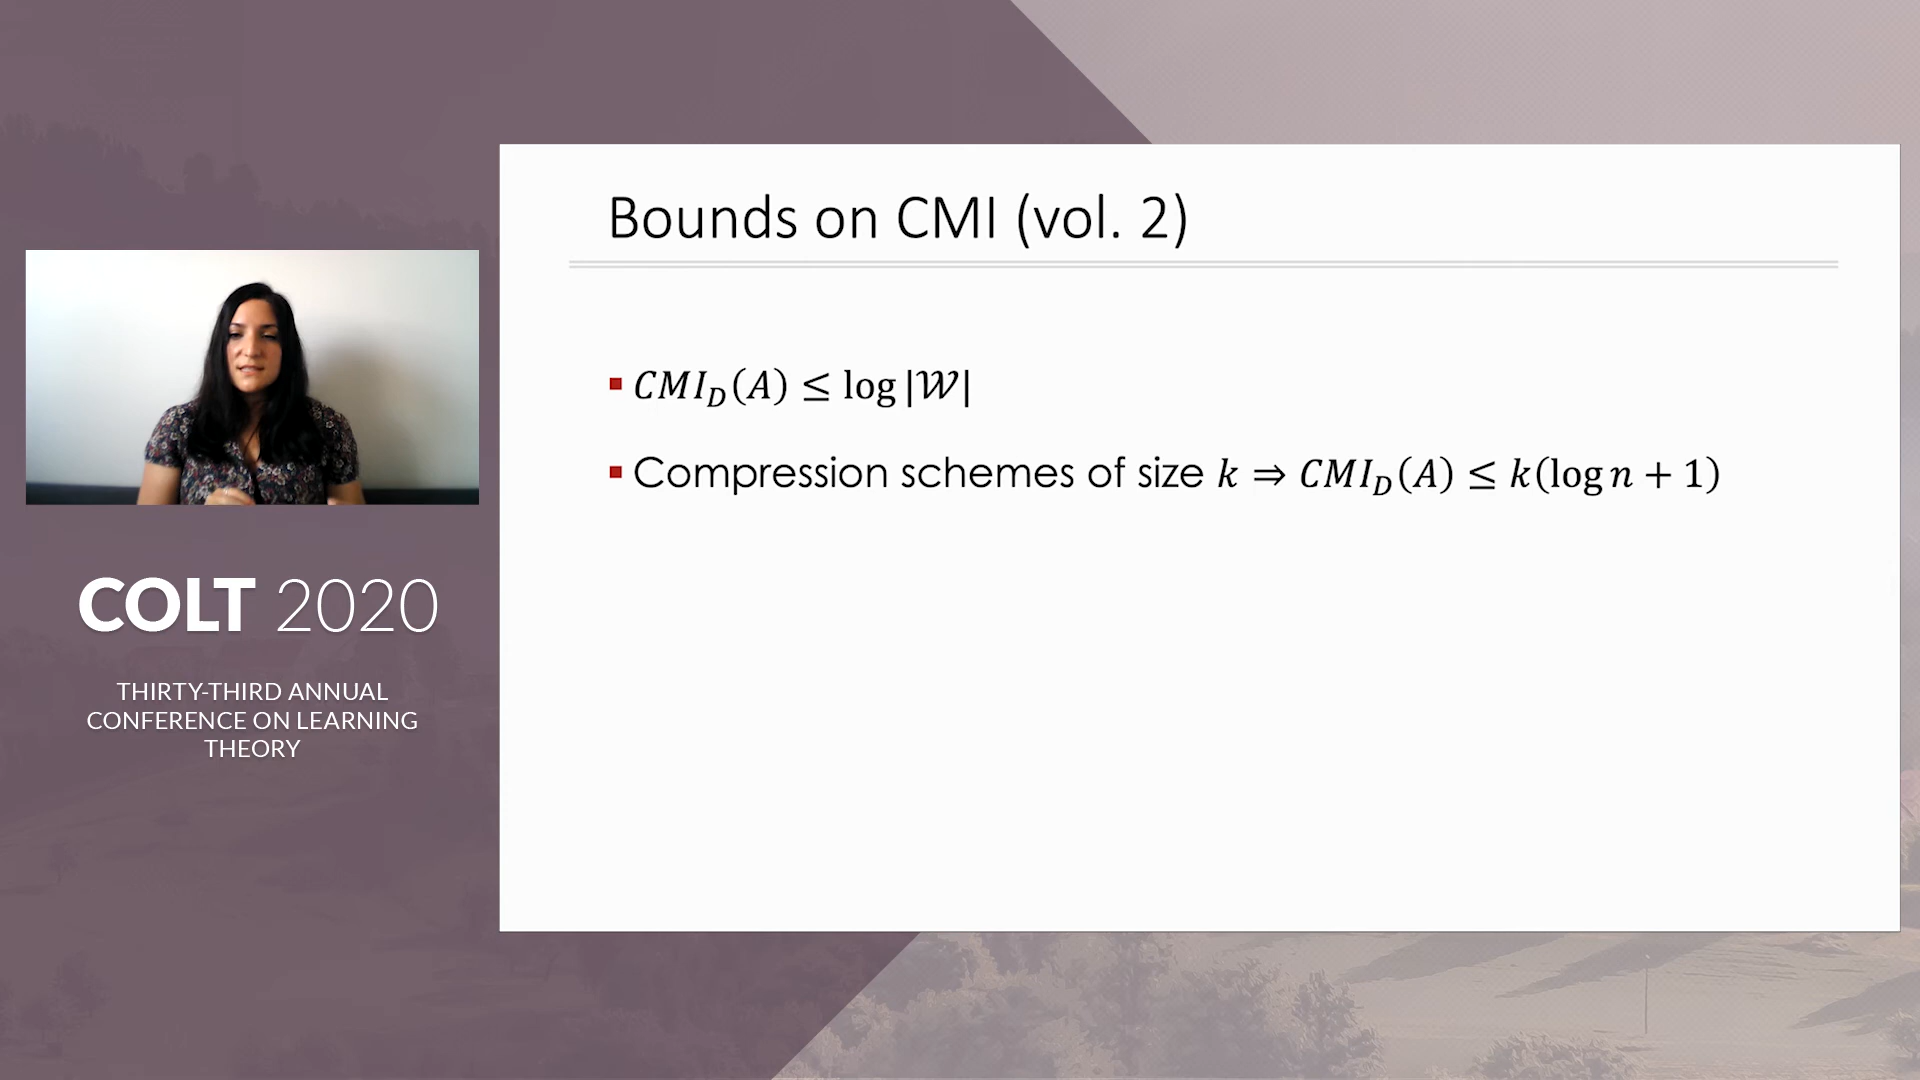 Bounds on CMI (vol. 2)
▪ CMI_D(A) ≤ log|𝒲|
▪ Compression schemes of size k ⇒ CMI_D(A) ≤ k(log n + 1)
COLT 2020
THIRTY-THIRD ANNUAL
CONFERENCE ON LEARNING
THEORY